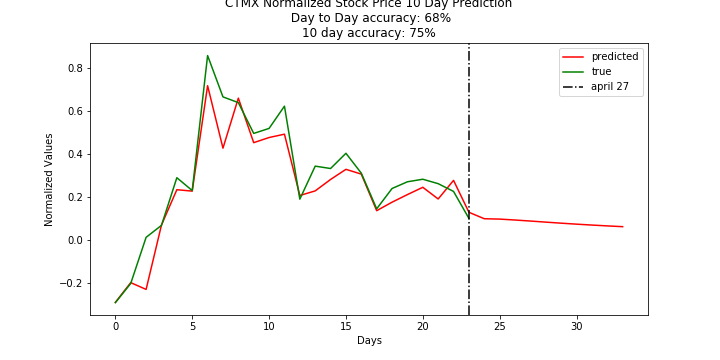 CTMX Normalized Stock Price 10 Day Prediction
Day to Day accuracy: 68%
10 day accuracy: 75%
predicted
true
april 27
0.8
0.6
0.4
0.2
0.0
−0.2
Normalized Values
0
5
10
15
20
25
30
Days